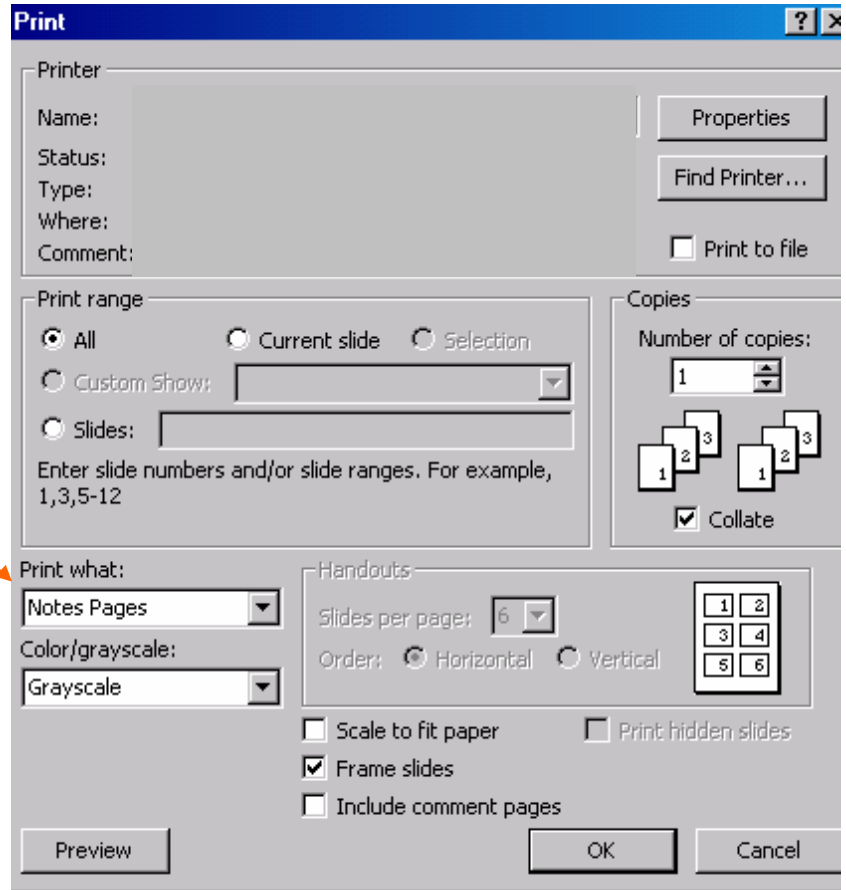 Print
Printer
Name:
Properties
Status:
Find Printer...
Type:
Where:
Comment:
Print to file
Print range
Copies
All Current slide Selection
Number of copies:
1
Custom Show:
Slides:
1 2 3 1 2 3
Enter slide numbers and/or slide ranges. For example,
1,3,5-12
Collate
Print what:
Handouts
Notes Pages
Slides per page: 6
1 2
3 4
5 6
Color/grayscale:
Order: Horizontal Vertical
Grayscale
Scale to fit paper Print hidden slides
Frame slides
Include comment pages
Preview OK Cancel